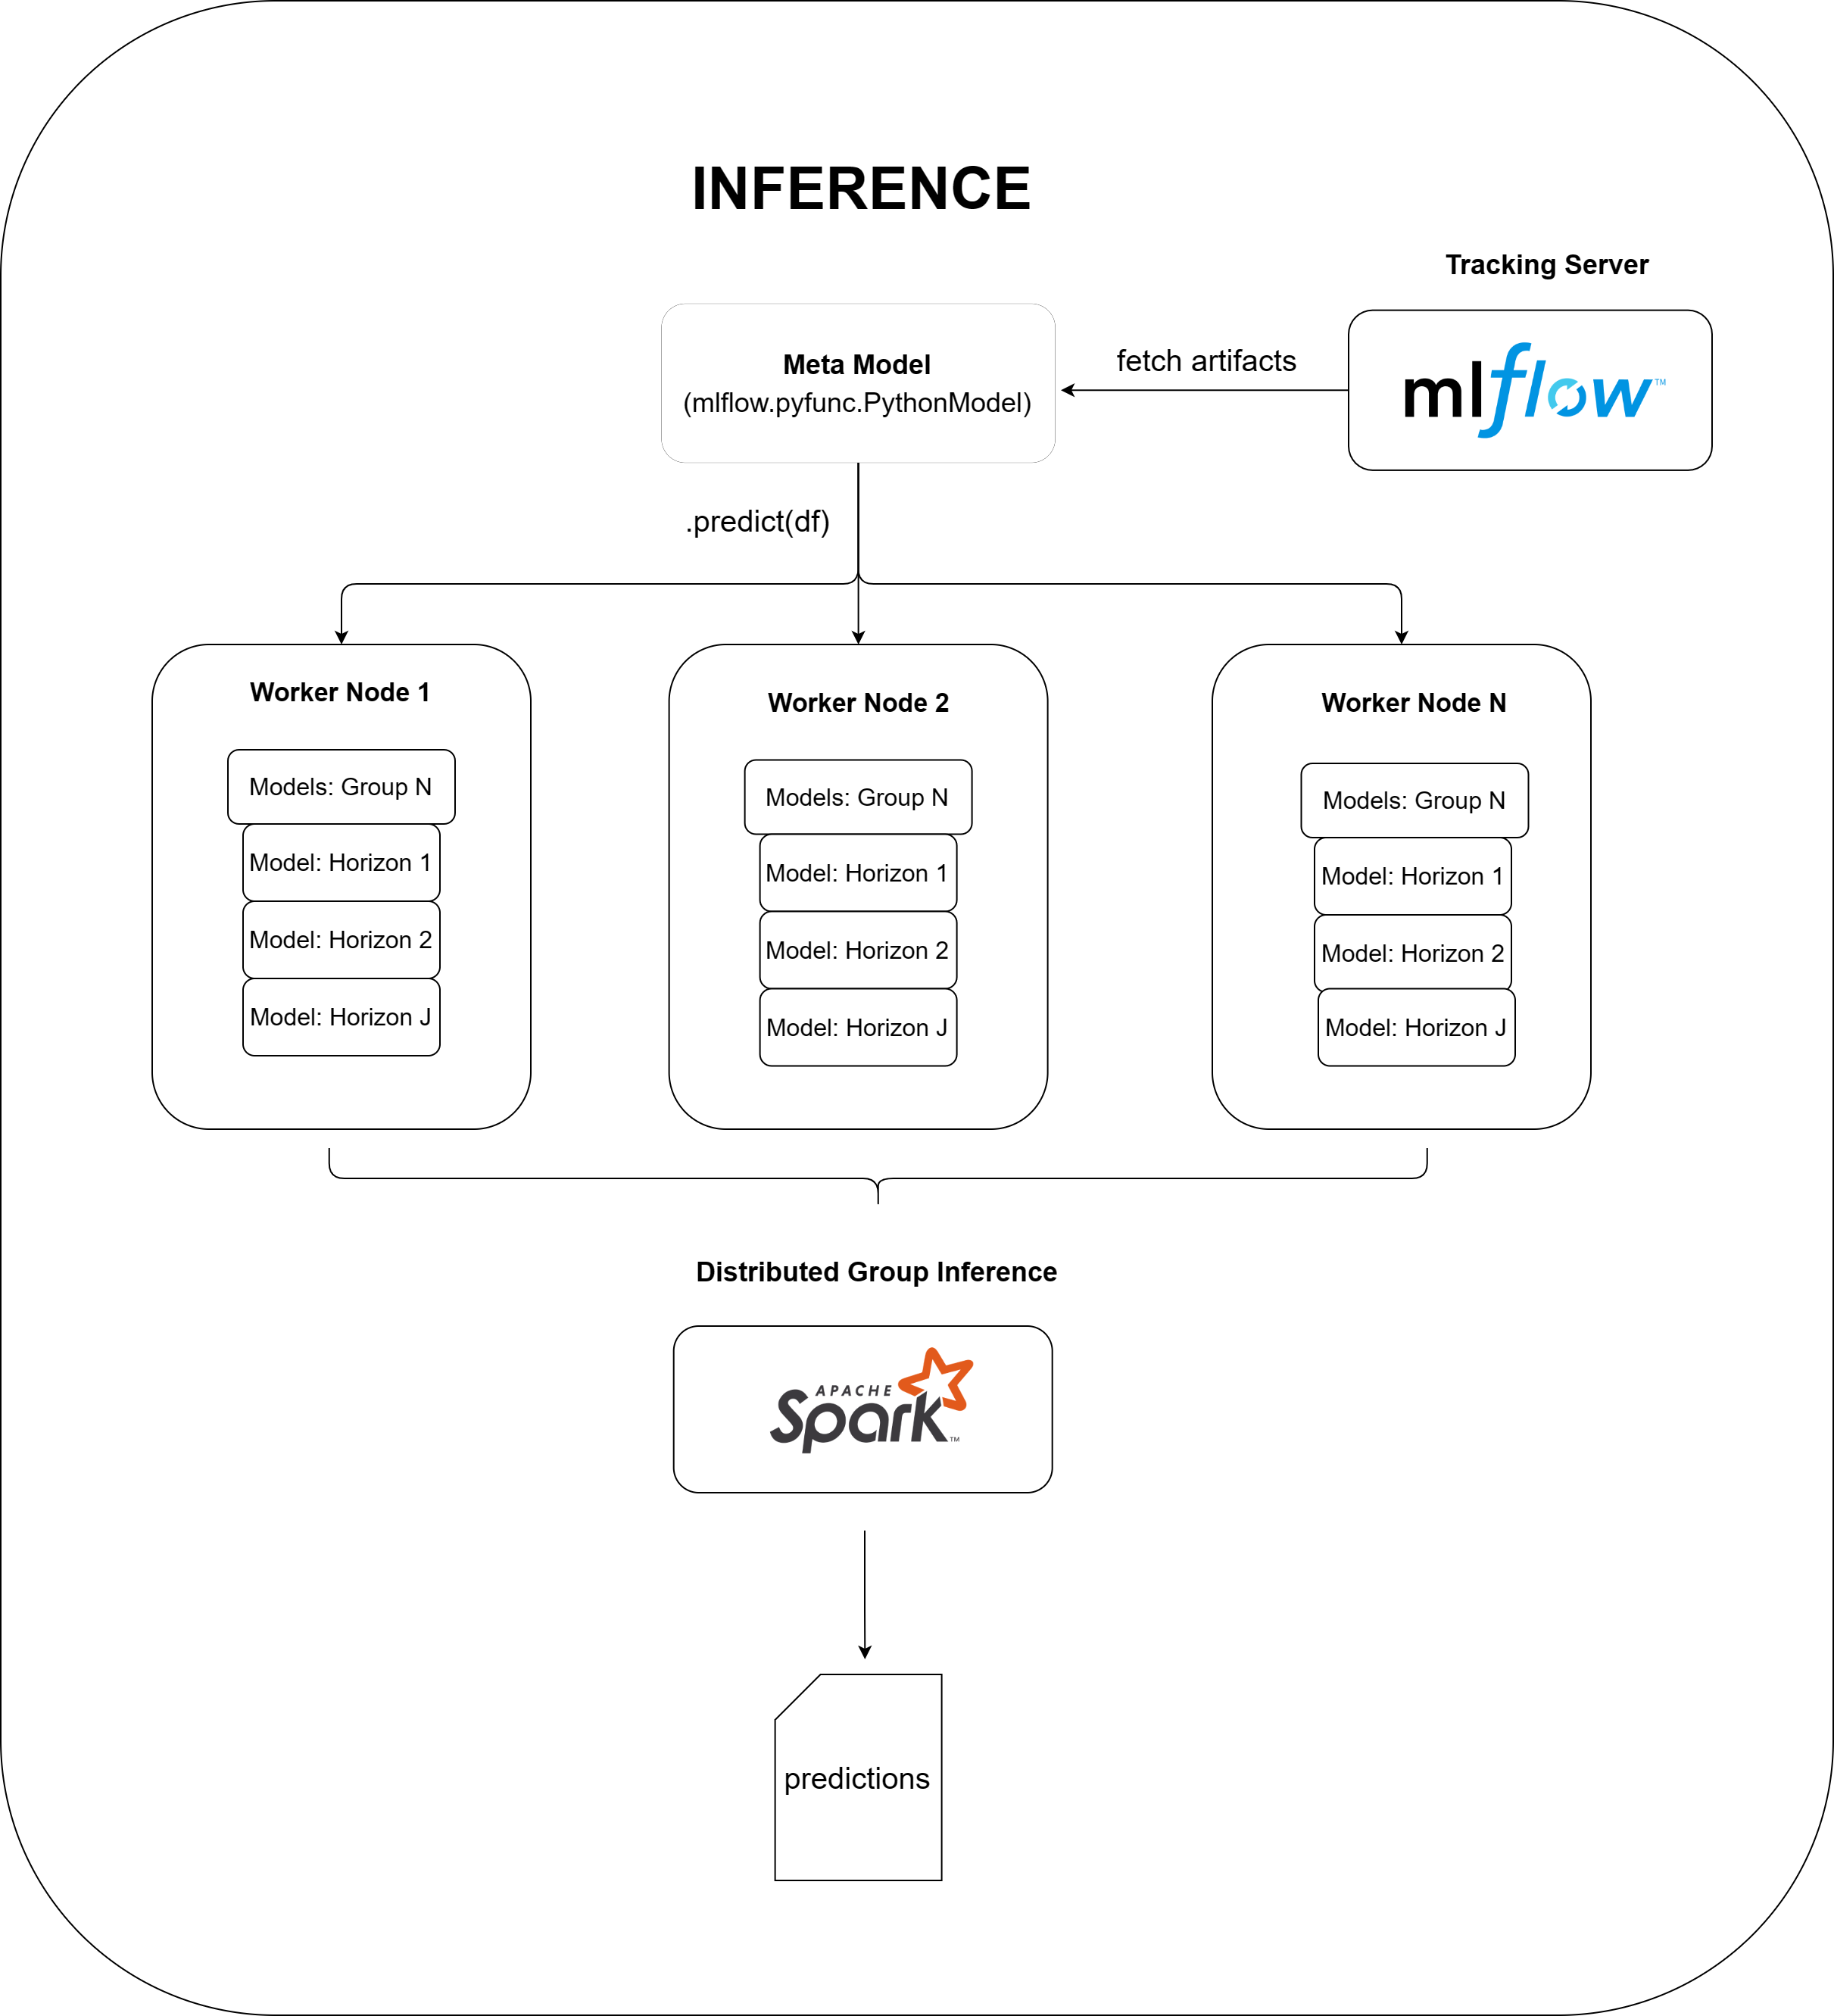 INFERENCE
Tracking Server
Meta Model
(mlflow.pyfunc.PythonModel)
fetch artifacts
mlflow™
.predict(df)
Worker Node 1
Models: Group N
Model: Horizon 1
Model: Horizon 2
Model: Horizon J
Worker Node 2
Models: Group N
Model: Horizon 1
Model: Horizon 2
Model: Horizon J
Worker Node N
Models: Group N
Model: Horizon 1
Model: Horizon 2
Model: Horizon J
Distributed Group Inference
APACHE
Spark™
predictions